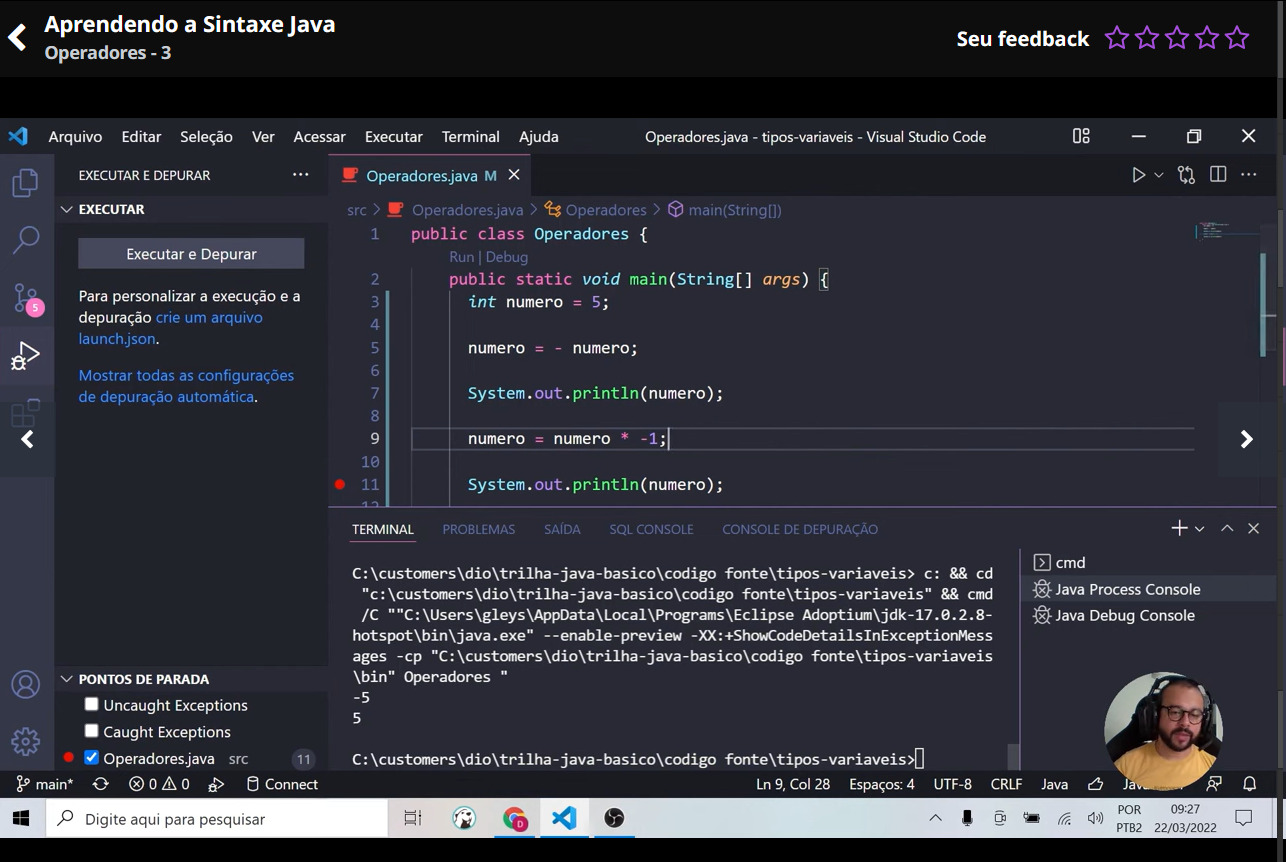 Aprendendo a Sintaxe Java
Operadores - 3
Seu feedback
Arquivo Editar Seleção Ver Acessar Executar Terminal Ajuda
Operadores.java - tipos-variaveis - Visual Studio Code
EXECUTAR E DEPURAR
EXECUTAR
Executar e Depurar
Para personalizar a execução e a
depuração crie um arquivo
launch.json.
Mostrar todas as configurações
de depuração automática.
5
PONTOS DE PARADA
Uncaught Exceptions
Caught Exceptions
Operadores.java src 11
Operadores.java M
src > Operadores.java > Operadores > main(String[])
1 public class Operadores {
Run | Debug
2 public static void main(String[] args) {
3 int numero = 5;
4
5 numero = - numero;
6
7 System.out.println(numero);
8
9 numero = numero * -1;
10
11 System.out.println(numero);
12
TERMINAL PROBLEMAS SAÍDA SQL CONSOLE CONSOLE DE DEPURAÇÃO
C:\customers\dio\trilha-java-basico\codigo fonte\tipos-variaveis> c: && cd
"c:\customers\dio\trilha-java-basico\codigo fonte\tipos-variaveis" && cmd
/C ""C:\Users\gleys\AppData\Local\Programs\Eclipse Adoptium\jdk-17.0.2.8-
hotspot\bin\java.exe" --enable-preview -XX:+ShowCodeDetailsInExceptionMess
ages -cp "C:\customers\dio\trilha-java-basico\codigo fonte\tipos-variaveis
\bin" Operadores "
-5
5
C:\customers\dio\trilha-java-basico\codigo fonte\tipos-variaveis>
cmd
Java Process Console
Java Debug Console
main* 0 0 Connect
Ln 9, Col 28 Espaços: 4 UTF-8 CRLF Java
Digite aqui para pesquisar
D
POR
PTB2
09:27
22/03/2022